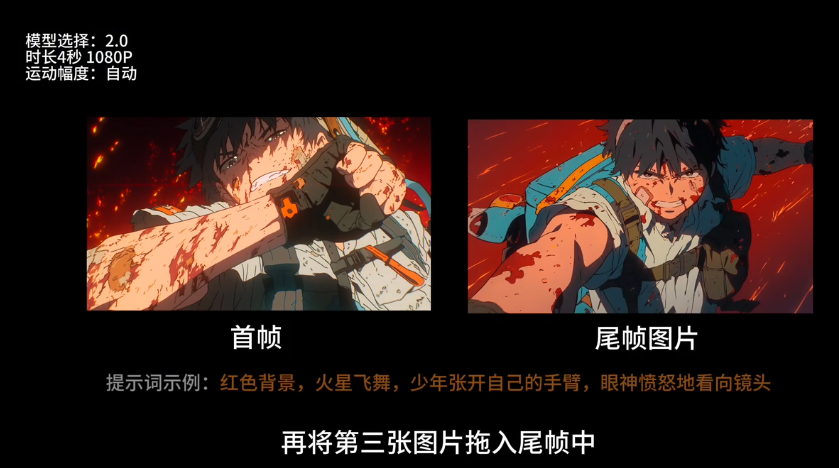 模型选择：2.0
时长4秒 1080P
运动幅度：自动
首帧
尾帧图片
提示词示例：红色背景，火星飞舞，少年张开自己的手臂，眼神愤怒地看向镜头
再将第三张图片拖入尾帧中